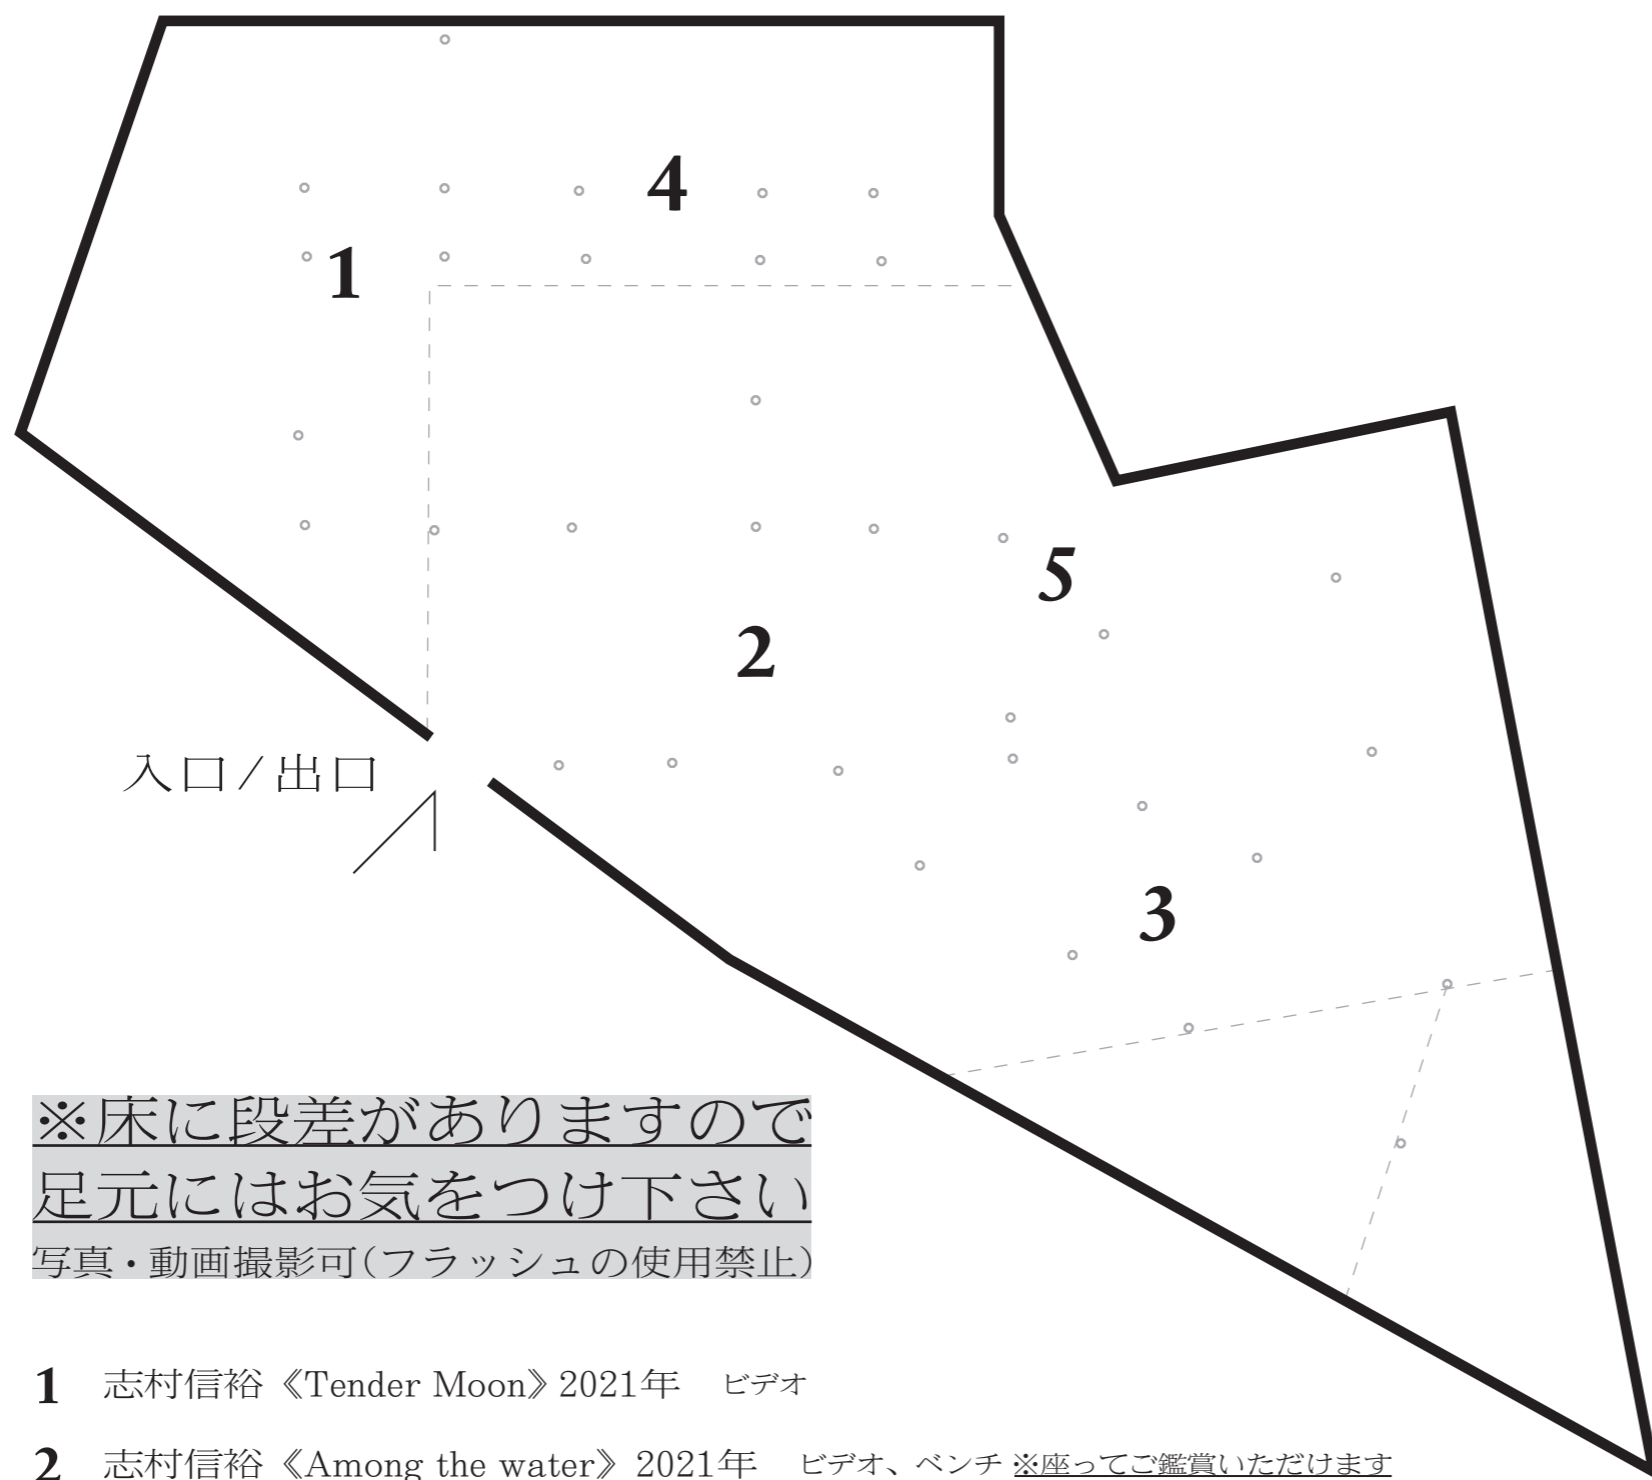 4
1
5
2
入口/出口
3
※床に段差がありますので
足元にはお気をつけ下さい
写真・動画撮影可(フラッシュの使用禁止)
1 志村信裕《Tender Moon》2021年 ビデオ
2 志村信裕《Among the water》2021年 ビデオ、ベンチ ※座ってご鑑賞いただけます